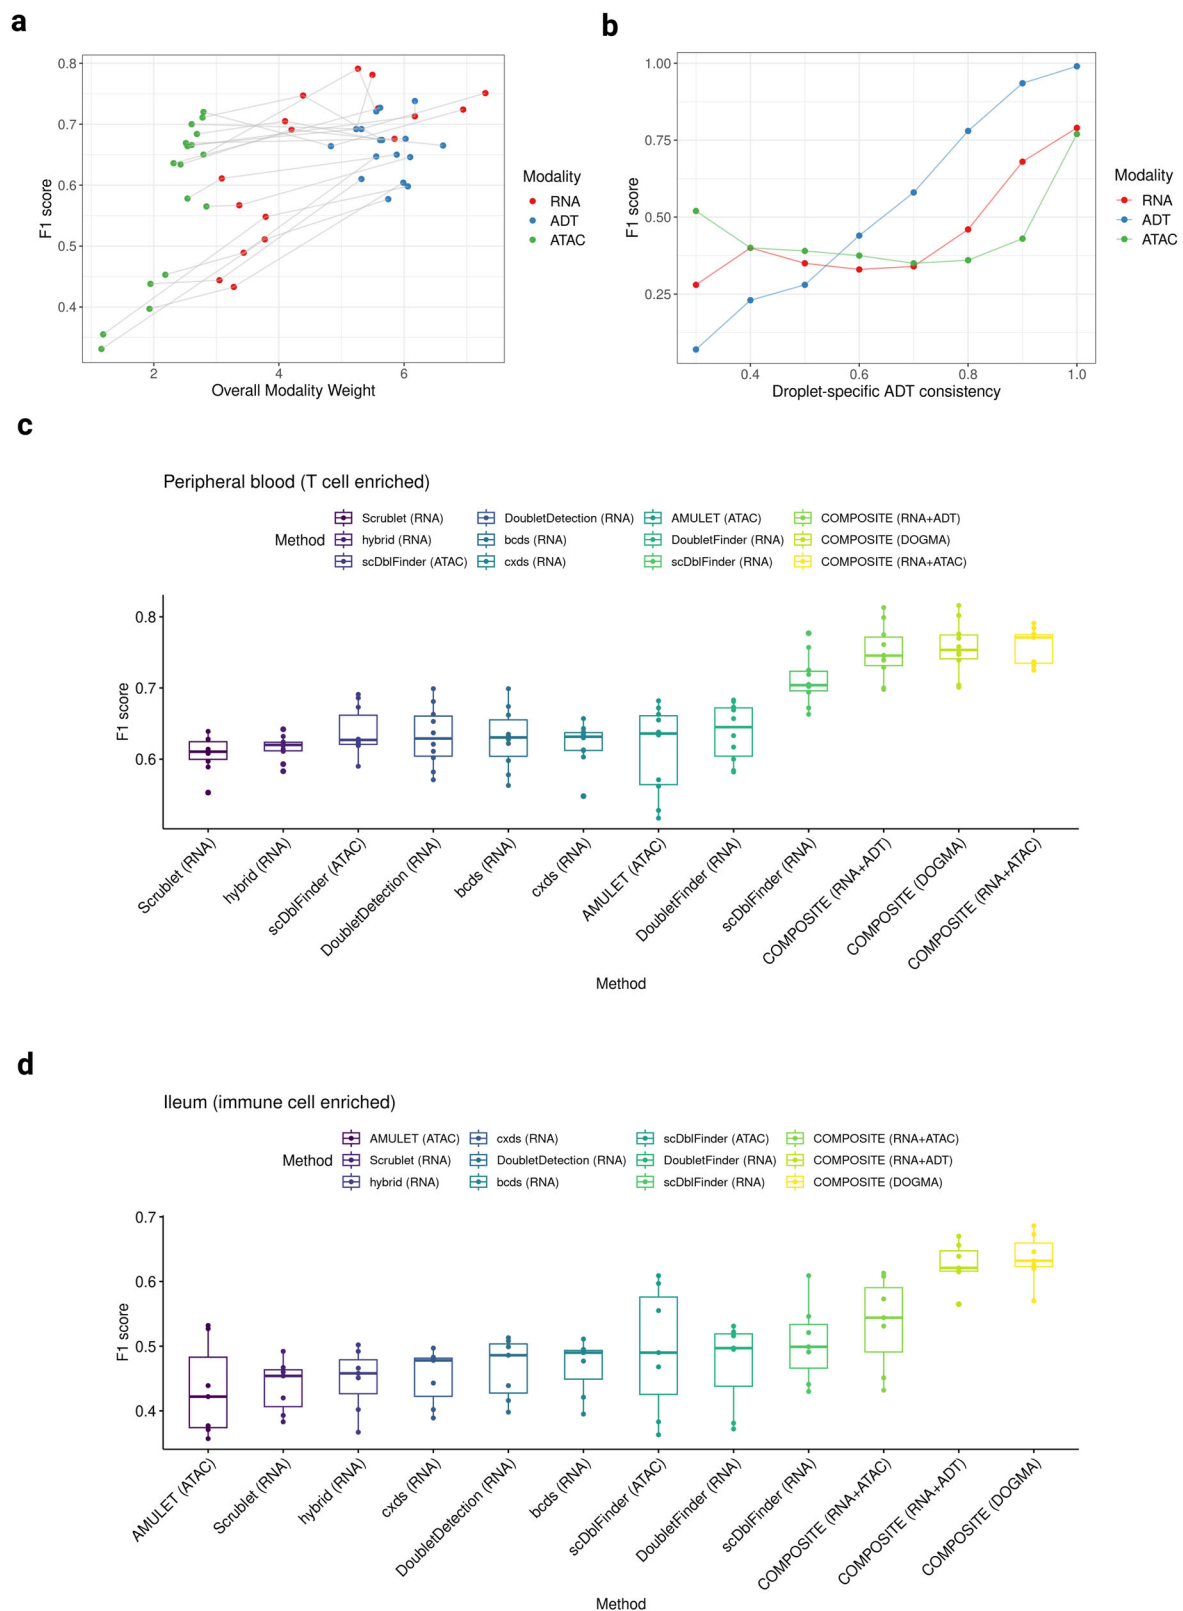 a
b
0.8
0.7
0.6
0.5
0.4
F1 score
2
4
6
Overall Modality Weight
Modality
RNA
ADT
ATAC
1.00
0.75
0.50
0.25
F1 score
0.4
0.6
0.8
1.0
Droplet-specific ADT consistency
Modality
RNA
ADT
ATAC
c
Peripheral blood (T cell enriched)
Method
Scrublet (RNA)
hybrid (RNA)
scDblFinder (ATAC)
DoubletDetection (RNA)
bcds (RNA)
cxds (RNA)
AMULET (ATAC)
DoubletFinder (RNA)
scDblFinder (RNA)
COMPOSITE (RNA+ADT)
COMPOSITE (DOGMA)
COMPOSITE (RNA+ATAC)
0.8
0.7
0.6
F1 score
Scrublet (RNA)
hybrid (RNA)
scDblFinder (ATAC)
DoubletDetection (RNA)
bcds (RNA)
cxds (RNA)
AMULET (ATAC)
DoubletFinder (RNA)
scDblFinder (RNA)
COMPOSITE (RNA+ADT)
COMPOSITE (DOGMA)
COMPOSITE (RNA+ATAC)
Method
d
Ileum (immune cell enriched)
Method
AMULET (ATAC)
Scrublet (RNA)
hybrid (RNA)
cxds (RNA)
DoubletDetection (RNA)
bcds (RNA)
scDblFinder (ATAC)
DoubletFinder (RNA)
scDblFinder (RNA)
COMPOSITE (RNA+ATAC)
COMPOSITE (RNA+ADT)
COMPOSITE (DOGMA)
0.7
0.6
0.5
0.4
F1 score
AMULET (ATAC)
Scrublet (RNA)
hybrid (RNA)
cxds (RNA)
DoubletDetection (RNA)
bcds (RNA)
scDblFinder (ATAC)
DoubletFinder (RNA)
scDblFinder (RNA)
COMPOSITE (RNA+ATAC)
COMPOSITE (RNA+ADT)
COMPOSITE (DOGMA)
Method